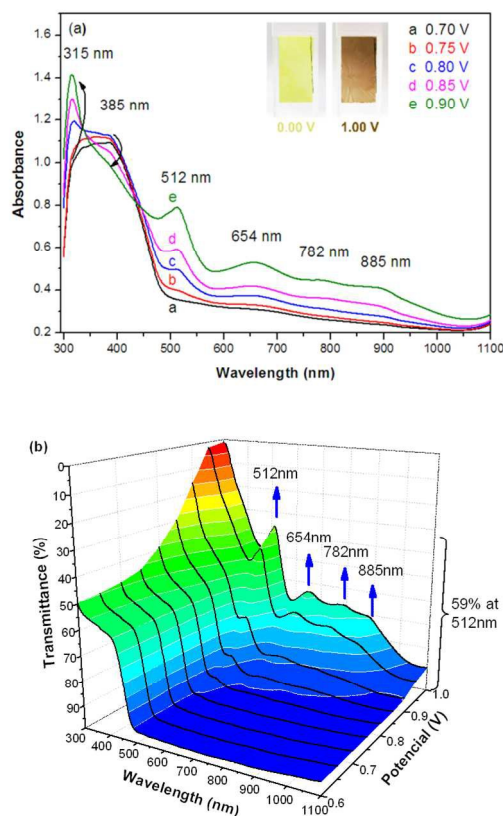 (a)
315 nm
385 nm
512 nm
654 nm
782 nm
885 nm
a 0.70 V
b 0.75 V
c 0.80 V
d 0.85 V
e 0.90 V
0.00 V 1.00 V
e
d
c
b
a
Absorbance
1.6
1.4
1.2
1.0
0.8
0.6
0.4
0.2
300 400 500 600 700 800 900 1000 1100
Wavelength (nm)
(b)
512nm
654nm
782nm
885nm
59% at
512nm
Transmittance (%)
0
10
20
30
40
50
60
70
80
90
300 400 500 600 700 800 900 1000 1100
Wavelength (nm)
0.6 0.7 0.8 0.9 1.0
Potencial (V)